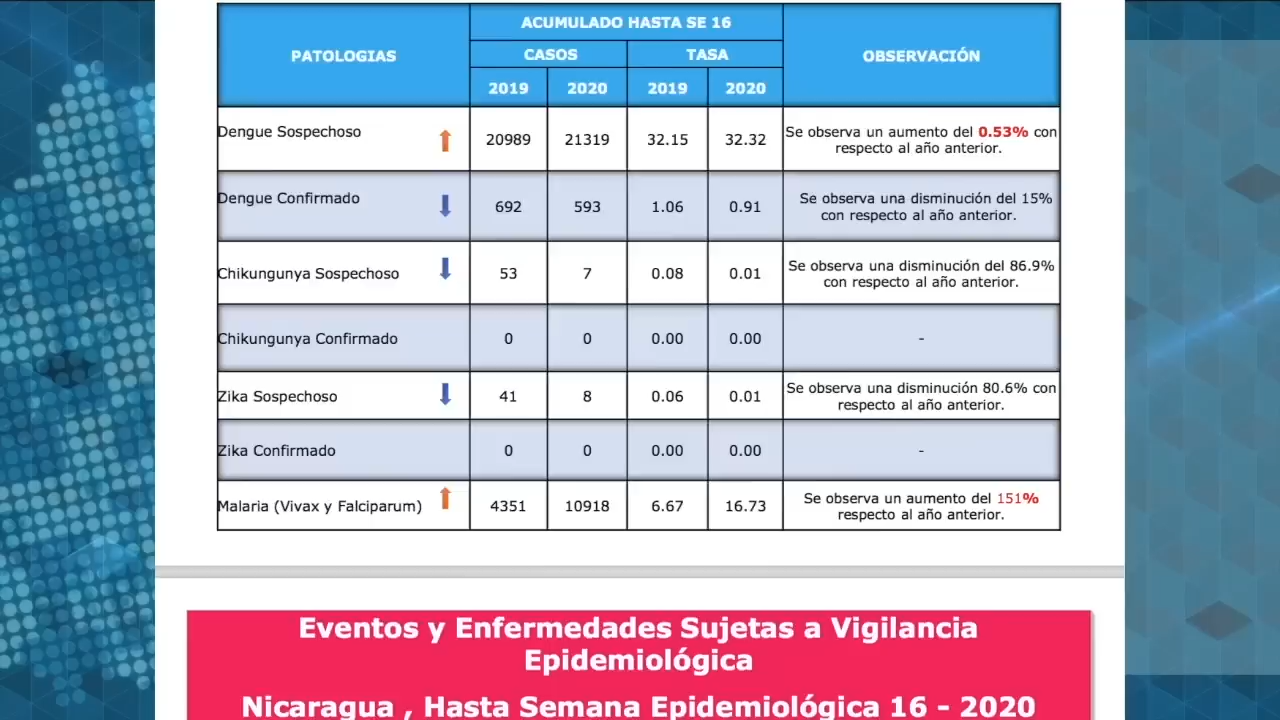 PATOLOGIAS
ACUMULADO HASTA SE 16
OBSERVACIÓN
CASOS
TASA
2019
2020
2019
2020
Dengue Sospechoso
20989
21319
32.15
32.32
Se observa un aumento del 0.53% con
respecto al año anterior.
Dengue Confirmado
692
593
1.06
0.91
Se observa una disminución del 15%
con respecto al año anterior.
Chikungunya Sospechoso
53
7
0.08
0.01
Se observa una disminución del 86.9%
con respecto al año anterior.
Chikungunya Confirmado
0
0
0.00
0.00
-
Zika Sospechoso
41
8
0.06
0.01
Se observa una disminución 80.6% con
respecto al año anterior.
Zika Confirmado
0
0
0.00
0.00
-
Malaria (Vivax y Falciparum)
4351
10918
6.67
16.73
Se observa un aumento del 151%
respecto al año anterior.
Eventos y Enfermedades Sujetas a Vigilancia
Epidemiológica
Nicaragua , Hasta Semana Epidemiológica 16 - 2020